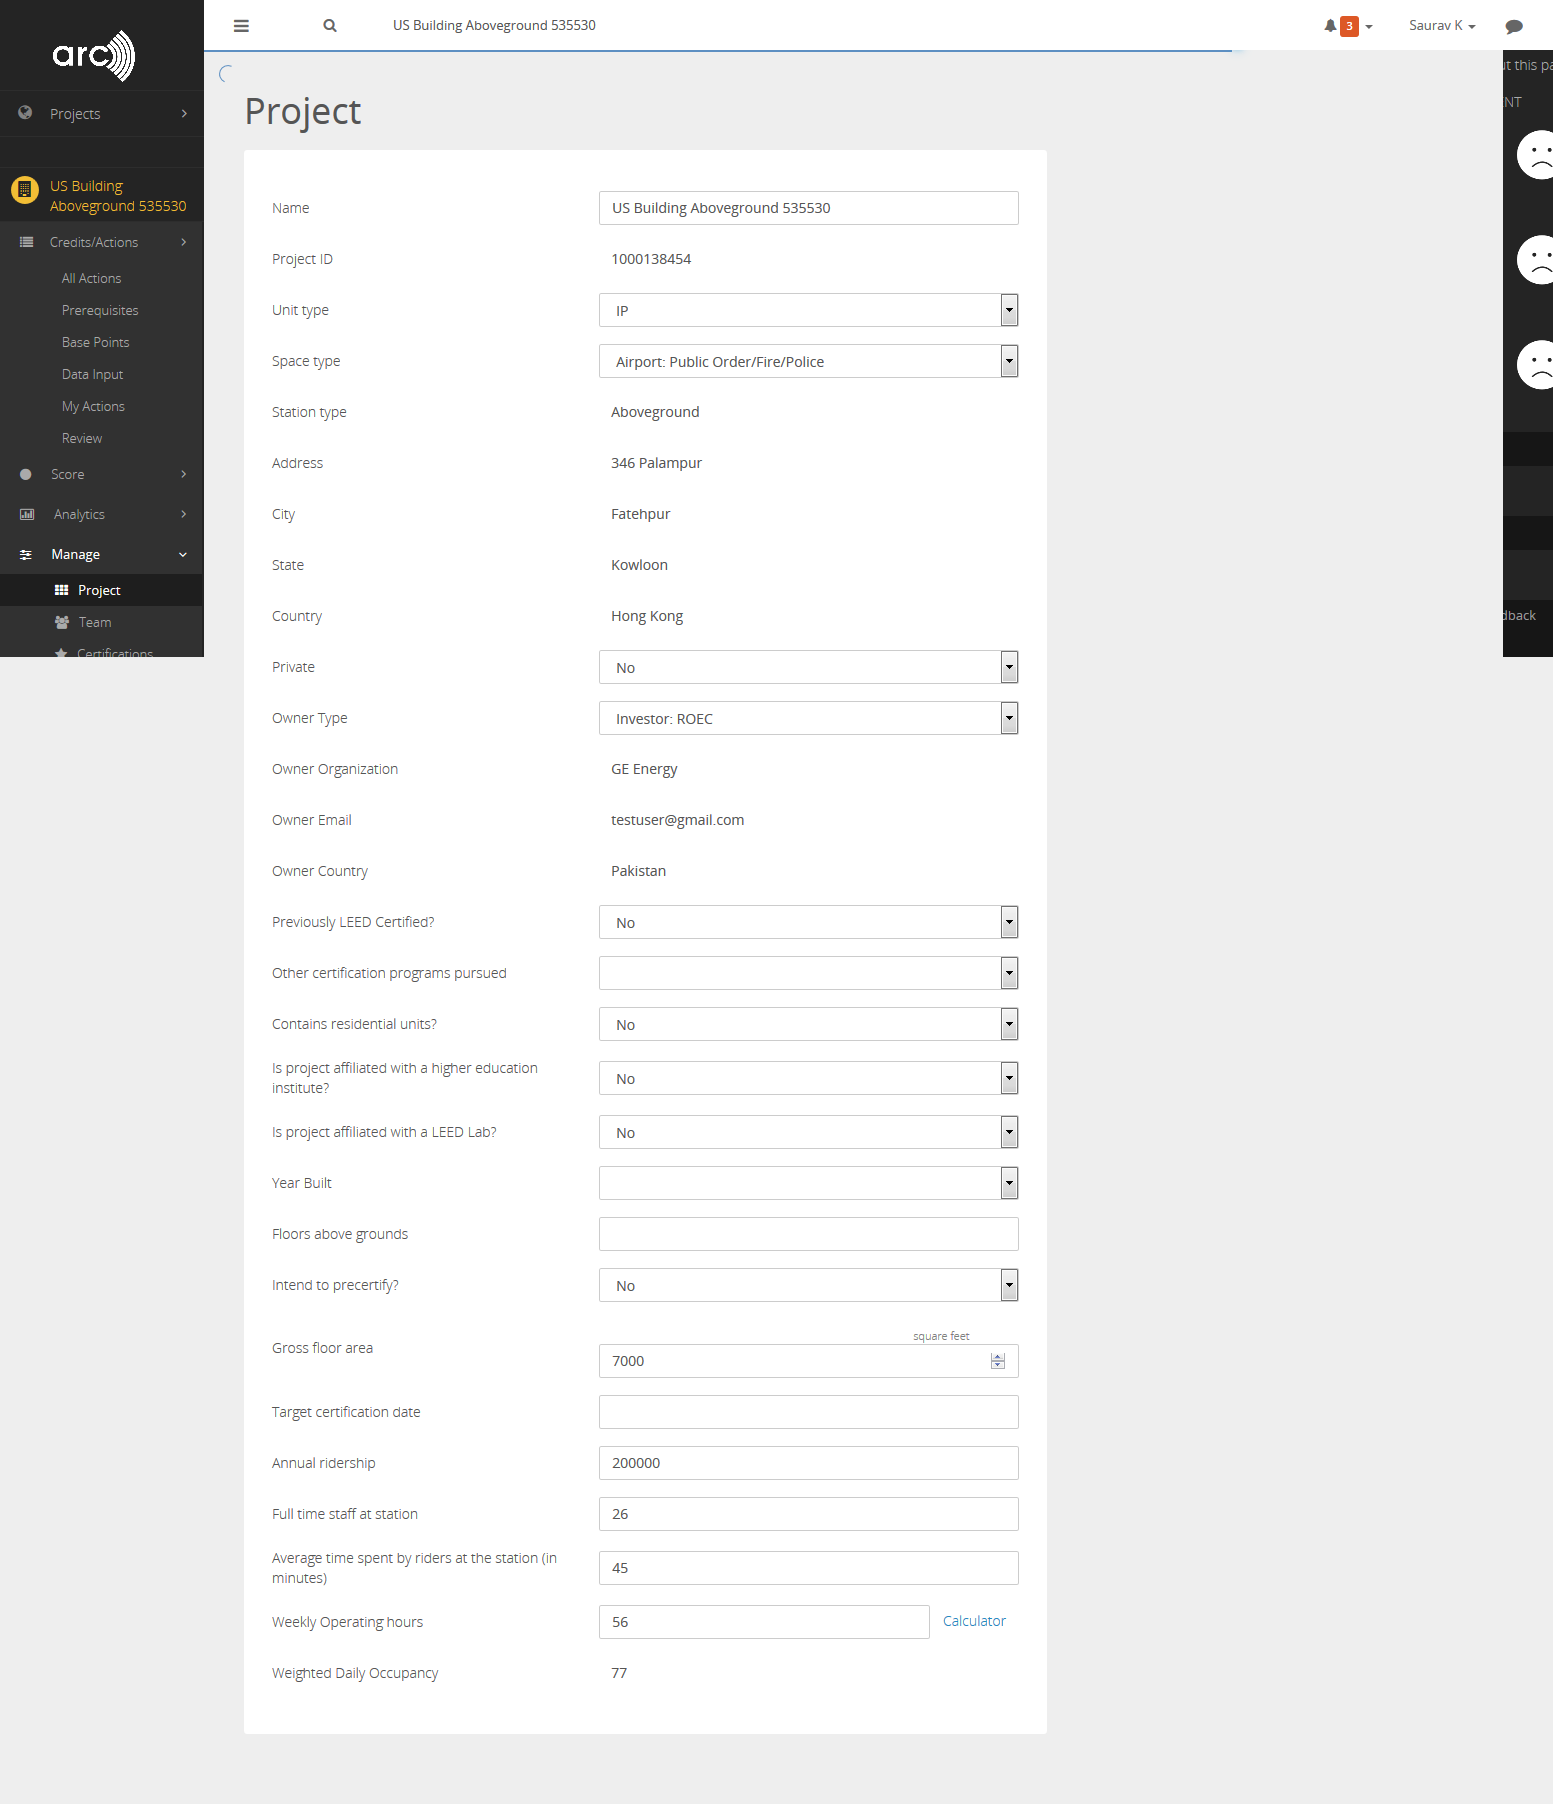 arc
US Building Aboveground 535530
3
Saurav K
Projects
US Building
Aboveground 535530
Credits/Actions
All Actions
Prerequisites
Base Points
Data Input
My Actions
Review
Score
Analytics
Manage
Project
Team
Certifications
Project
Name
US Building Aboveground 535530
Project ID
1000138454
Unit type
IP
Space type
Airport: Public Order/Fire/Police
Station type
Aboveground
Address
346 Palampur
City
Fatehpur
State
Kowloon
Country
Hong Kong
Private
No
Owner Type
Investor: ROEC
Owner Organization
GE Energy
Owner Email
testuser@gmail.com
Owner Country
Pakistan
Previously LEED Certified?
No
Other certification programs pursued
Contains residential units?
No
Is project affiliated with a higher education
institute?
No
Is project affiliated with a LEED Lab?
No
Year Built
Floors above grounds
Intend to precertify?
No
square feet
Gross floor area
7000
Target certification date
Annual ridership
200000
Full time staff at station
26
Average time spent by riders at the station (in
minutes)
45
Weekly Operating hours
56
Calculator
Weighted Daily Occupancy
77
this